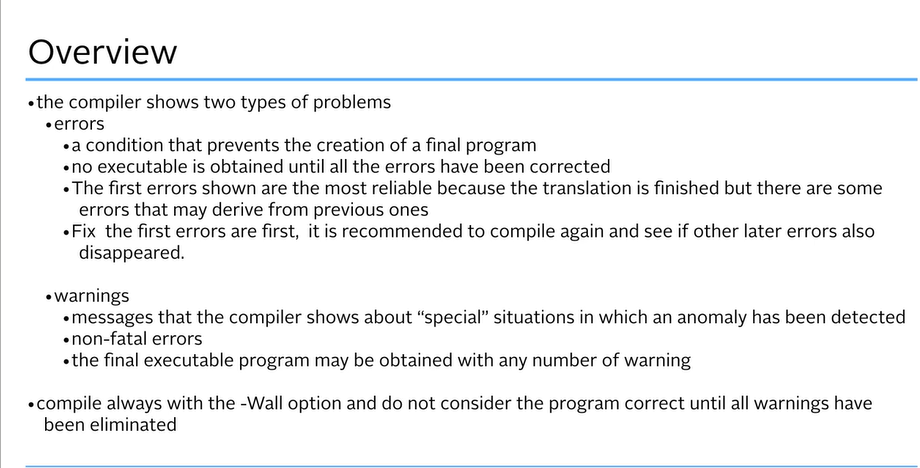 Overview
•the compiler shows two types of problems
•errors
•a condition that prevents the creation of a final program
•no executable is obtained until all the errors have been corrected
•The first errors shown are the most reliable because the translation is finished but there are some
errors that may derive from previous ones
•Fix  the first errors are first,  it is recommended to compile again and see if other later errors also
disappeared.
•warnings
•messages that the compiler shows about “special” situations in which an anomaly has been detected
•non-fatal errors
•the final executable program may be obtained with any number of warning
•compile always with the -Wall option and do not consider the program correct until all warnings have
been eliminated